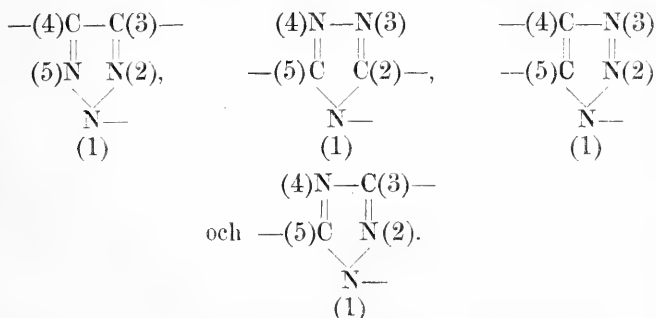 —(4)C—C(3)— (4)N—N(3) —(4)C—N(3)
(5)N N(2), —(5)C C(2)—, —(5)C N(2)
N— N— N—
(1) (1) (1)
(4)N—C(3)—
och —(5)C N(2).
N—
(1)